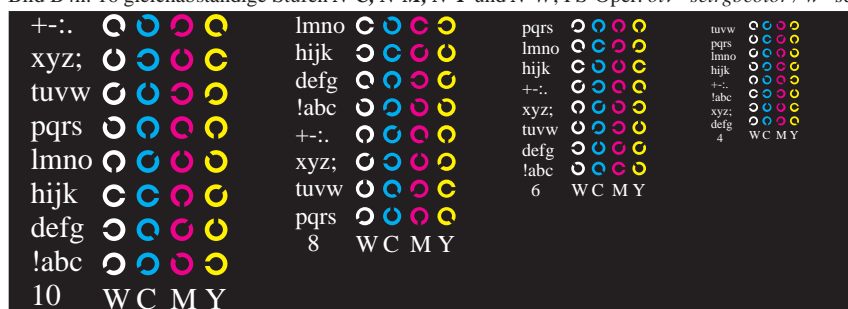 +-:.
xyz;
tuvw
pqrs
lmno
hijk
defg
!abc
10 W C M Y
lmno
hijk
defg
!abc
+-:.
xyz;
tuvw
pqrs
8 W C M Y
pqrs
lmno
hijk
+-:.
xyz;
tuvw
defg
!abc
6 W C M Y
tuvw
pqrs
lmno
hijk
+-:.
!abc
xyz;
defg
4 W C M Y